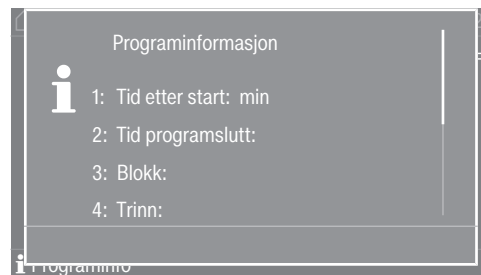 Programinformasjon
1: Tid etter start: min
2: Tid programslutt:
3: Blokk:
4: Trinn:
Programinfo